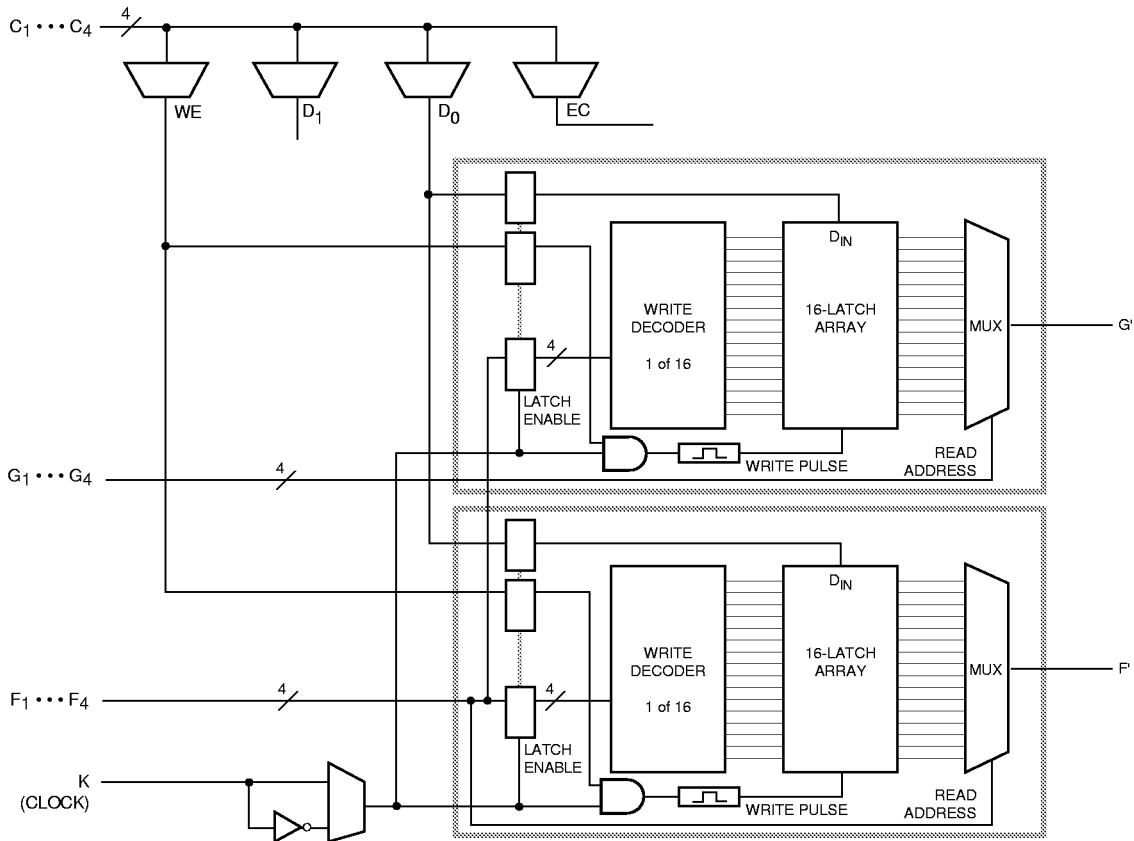 C1 • • • C4
4
WE
D1
D0
EC
DIN
WRITE
DECODER
1 of 16
16-LATCH
ARRAY
MUX
G'
4
LATCH
ENABLE
WRITE PULSE
READ
ADDRESS
G1 • • • G4
4
DIN
WRITE
DECODER
1 of 16
16-LATCH
ARRAY
MUX
F'
F1 • • • F4
4
4
LATCH
ENABLE
WRITE PULSE
READ
ADDRESS
K
(CLOCK)